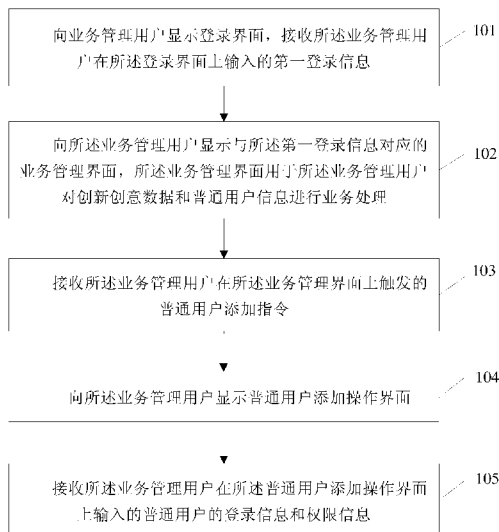 向业务管理用户显示登录界面，接收所述业务管理用
户在所述登录界面上输入的第一登录信息
101
向所述业务管理用户显示与所述第一登录信息对应的
业务管理界面，所述业务管理界面用于所述业务管理用户
对创新创意数据和普通用户信息进行业务处理
102
接收所述业务管理用户在所述业务管理界面上触发的
普通用户添加指令
103
向所述业务管理用户显示普通用户添加操作界面
104
接收所述业务管理用户在所述普通用户添加操作界面
上输入的普通用户的登录信息和权限信息
105